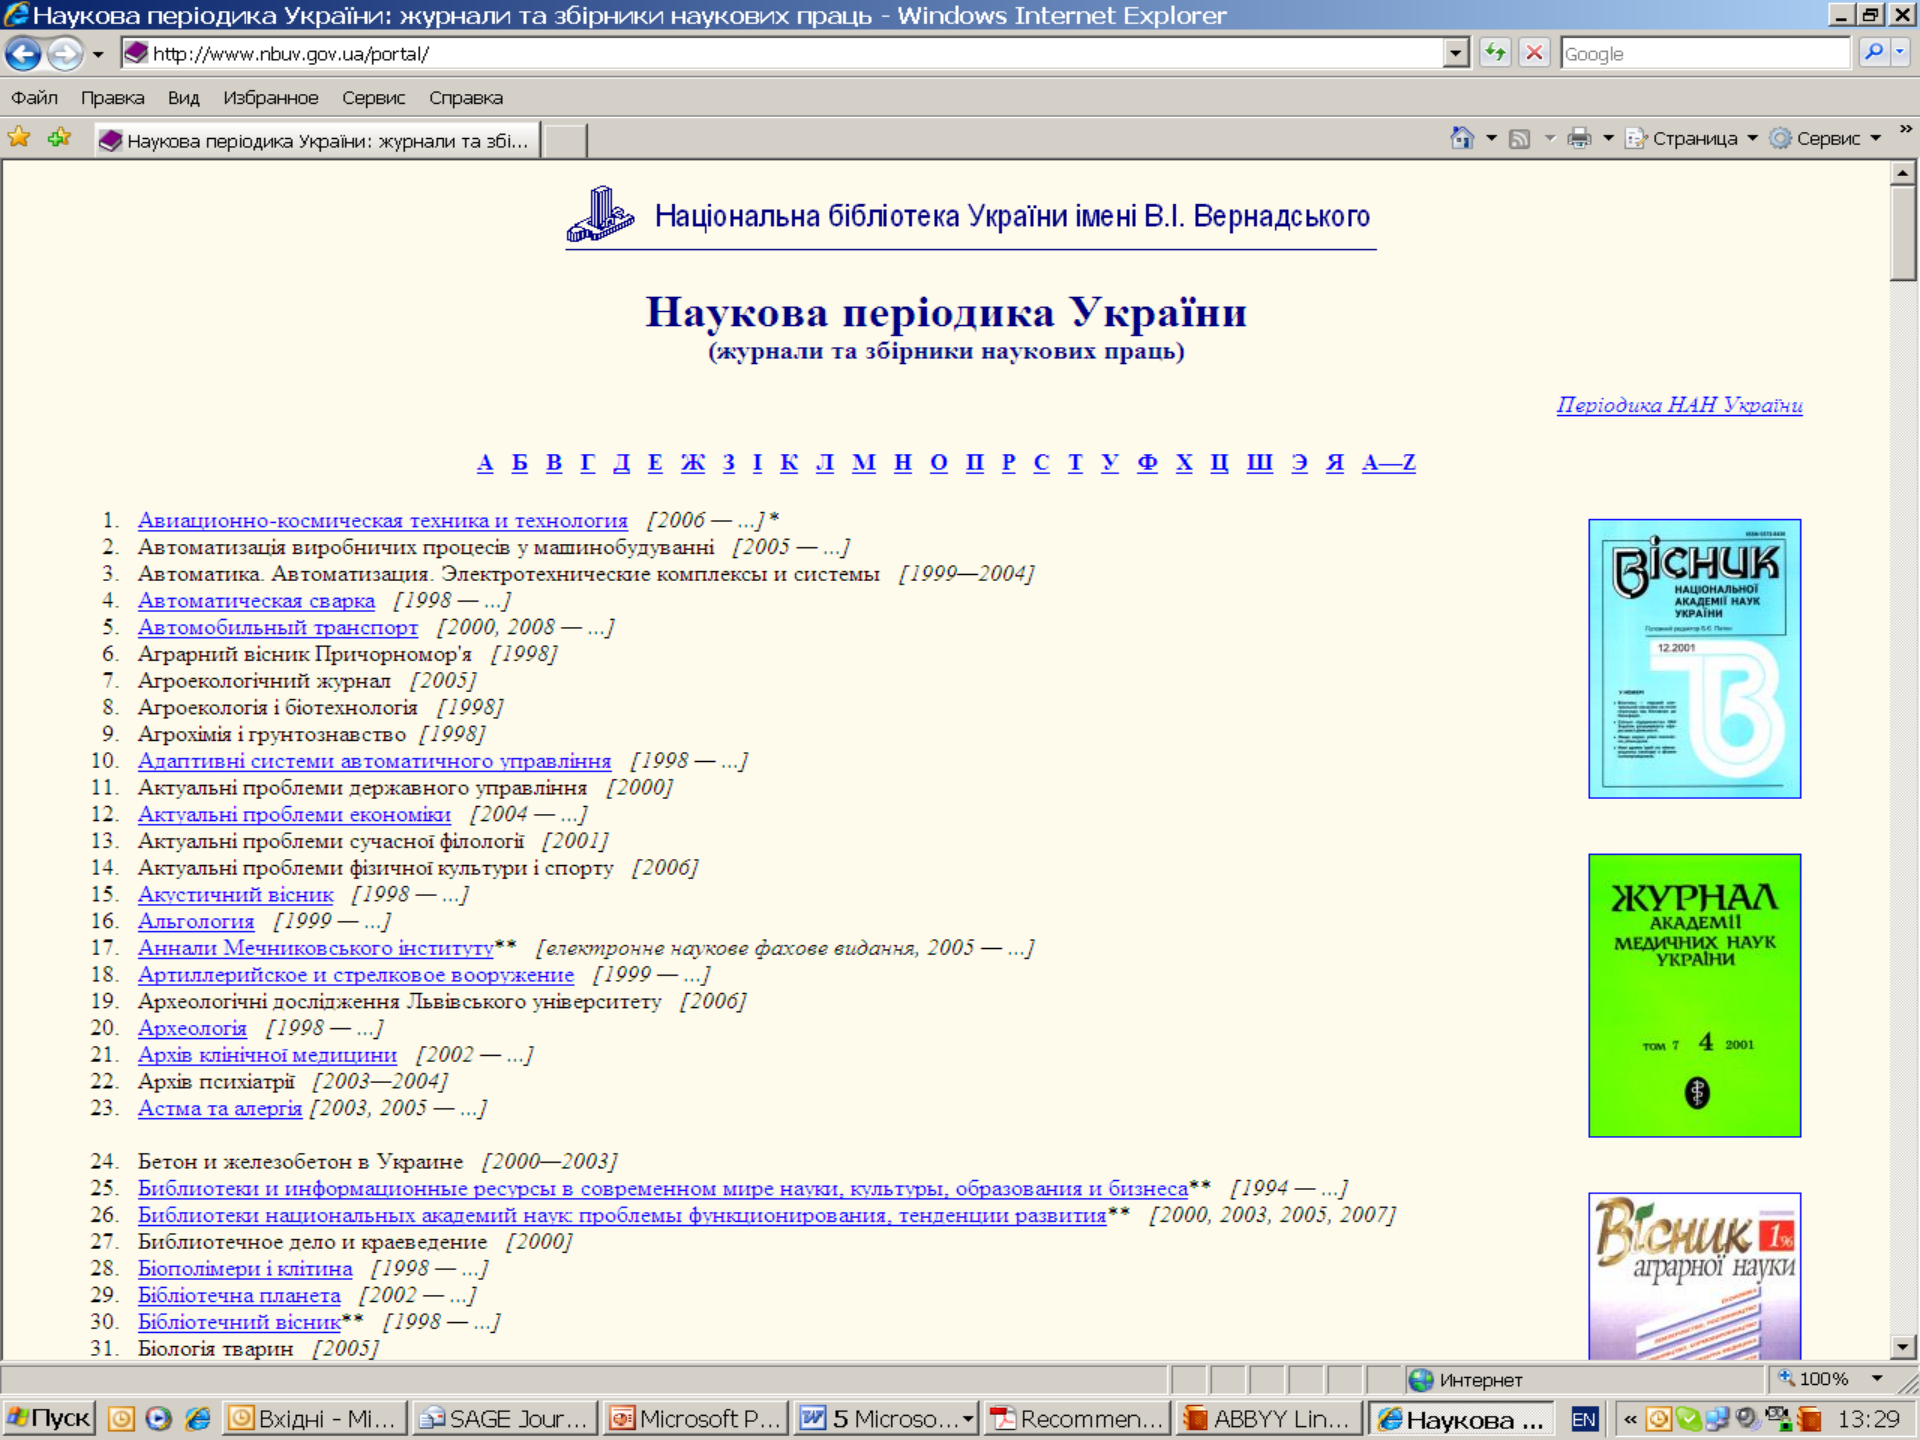 Наукова періодика України: журнали та збірники наукових праць - Windows Internet Explorer
http://www.nbuv.gov.ua/portal/
Google
Файл Правка Вид Избранное Сервис Справка
Наукова періодика України: журнали та збі...
Страница Сервис
Національна бібліотека України імені В.І. Вернадського
Наукова періодика України
(журнали та збірники наукових праць)
Періодика НАН України
А Б В Г Д Е Ж З І К Л М Н О П Р С Т У Ф Х Ц Ш Э Я A—Z
1. Авиационно-космическая техника и технология [2006 — ...]*
2. Автоматизація виробничих процесів у машинобудуванні [2005 — ...]
3. Автоматика. Автоматизация. Электротехнические комплексы и системы [1999—2004]
4. Автоматическая сварка [1998 — ...]
5. Автомобильный транспорт [2000, 2008 — ...]
6. Аграрний вісник Причорномор'я [1998]
7. Агроекологічний журнал [2005]
8. Агроекологія і біотехнологія [1998]
9. Агрохімія і грунтознавство [1998]
10. Адаптивні системи автоматичного управління [1998 — ...]
11. Актуальні проблеми державного управління [2000]
12. Актуальні проблеми економіки [2004 — ...]
13. Актуальні проблеми сучасної філології [2001]
14. Актуальні проблеми фізичної культури і спорту [2006]
15. Акустичний вісник [1998 — ...]
16. Альгология [1999 — ...]
17. Аннали Мечниковського інституту** [електронне наукове фахове видання, 2005 — ...]
18. Артиллерийское и стрелковое вооружение [1999 — ...]
19. Археологічні дослідження Львівського університету [2006]
20. Археологія [1998 — ...]
21. Архів клінічної медицини [2002 — ...]
22. Архів психіатрії [2003—2004]
23. Астма та алергія [2003, 2005 — ...]
24. Бетон и железобетон в Украине [2000—2003]
25. Библиотеки и информационные ресурсы в современном мире науки, культуры, образования и бизнеса** [1994 — ...]
26. Библиотеки национальных академий наук: проблемы функционирования, тенденции развития** [2000, 2003, 2005, 2007]
27. Библиотечное дело и краеведение [2000]
28. Біополімери і клітина [1998 — ...]
29. Бібліотечна планета [2002 — ...]
30. Бібліотечний вісник** [1998 — ...]
31. Біологія тварин [2005]
ВІСНИК
НАЦІОНАЛЬНОЇ
АКАДЕМІЇ НАУК
УКРАЇНИ
12.2001
У НОМЕРІ
ЖУРНАЛ
АКАДЕМІЇ
МЕДИЧНИХ НАУК
УКРАЇНИ
том 7 4 2001
Вісник
аграрної науки
Интернет 100%
Пуск Вхідні - Mi... SAGE Jour... Microsoft P... 5 Microso... Recommen... ABBYY Lin... Наукова ... EN 13:29